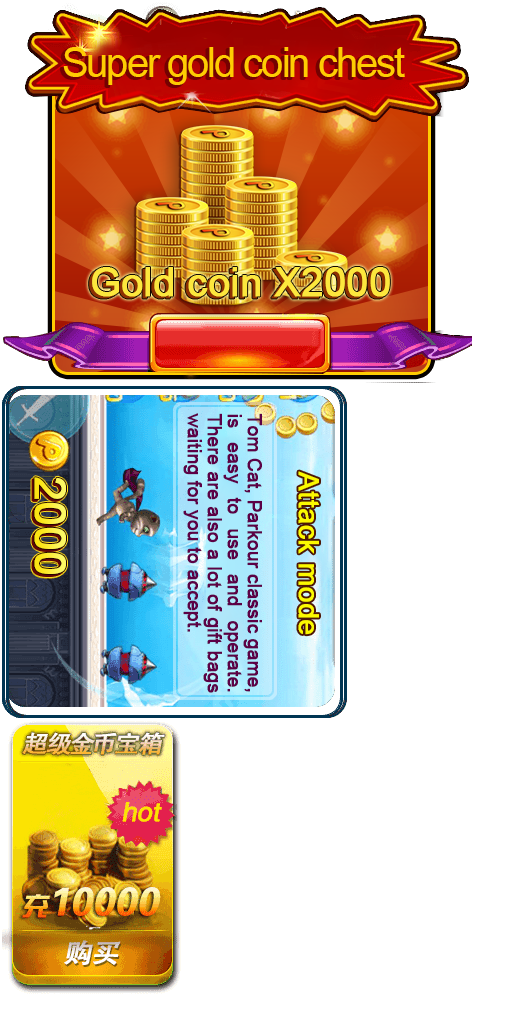 Super gold coin chest
Gold coin X2000
Attack mode
Tom Cat, Parkour classic game,
is easy to use and operate.
There are also a lot of gift bags
waiting for you to accept.
2000
超级金币宝箱
hot
充10000
购买